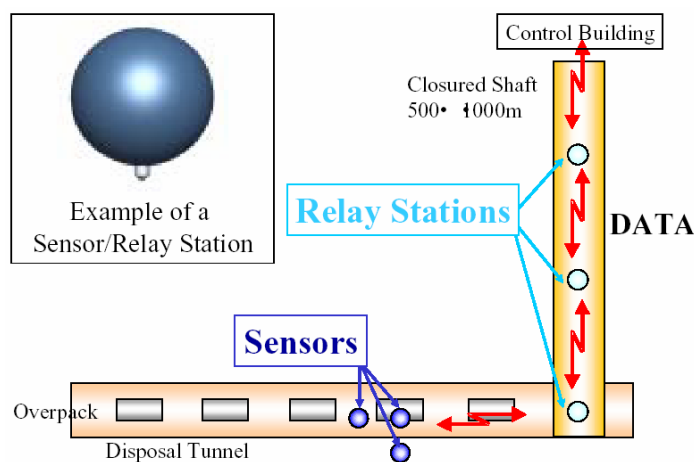 Control Building
Closured Shaft
500• •1000m
Example of a
Sensor/Relay Station
Relay Stations
DATA
Sensors
Overpack
Disposal Tunnel